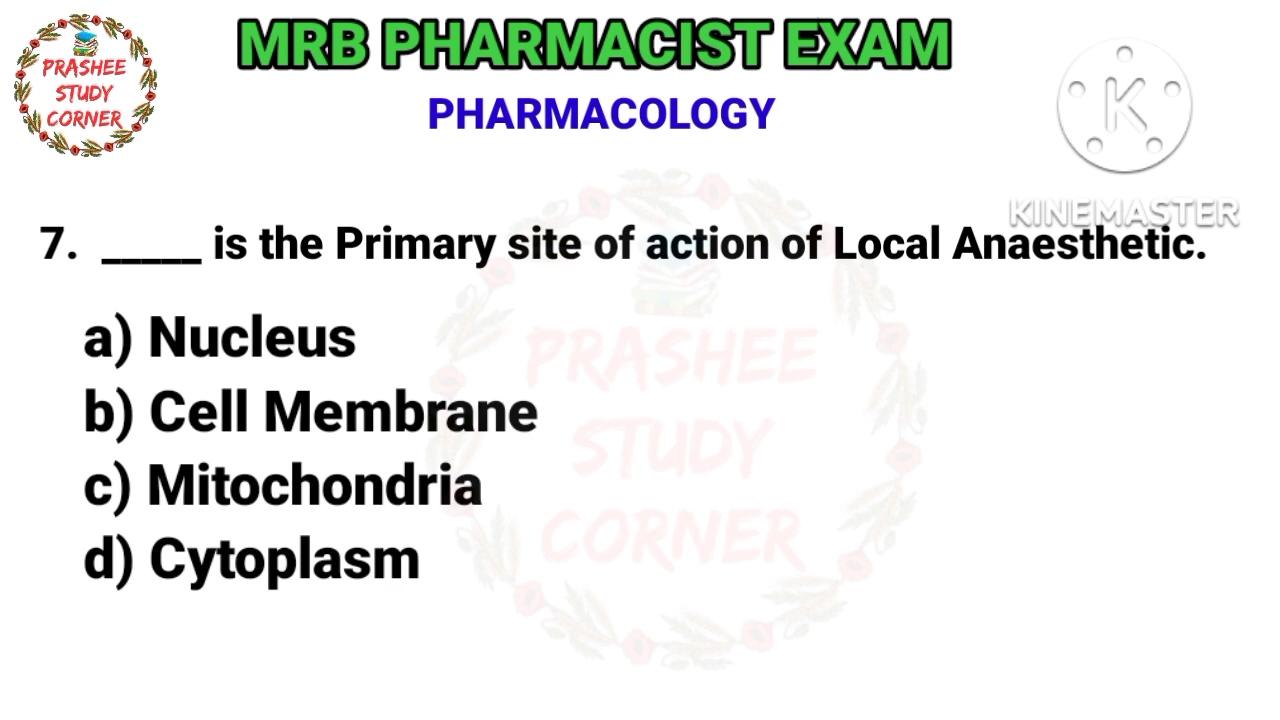 PRASHEE
STUDY
CORNER
MRB PHARMACIST EXAM
PHARMACOLOGY
K
KINEMASTER
7. _____ is the Primary site of action of Local Anaesthetic.
a) Nucleus
b) Cell Membrane
c) Mitochondria
d) Cytoplasm
PRASHEE
STUDY
CORNER